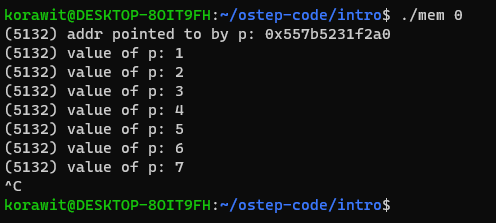 korawit@DESKTOP-8OIT9FH:~/ostep-code/intro$ ./mem 0
(5132) addr pointed to by p: 0x557b5231f2a0
(5132) value of p: 1
(5132) value of p: 2
(5132) value of p: 3
(5132) value of p: 4
(5132) value of p: 5
(5132) value of p: 6
(5132) value of p: 7
^C
korawit@DESKTOP-8OIT9FH:~/ostep-code/intro$